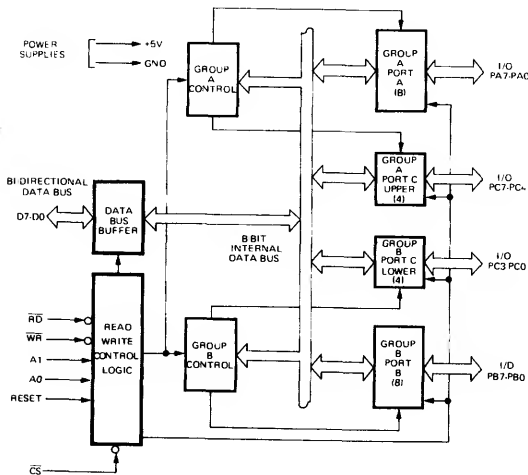 POWER
SUPPLIES
+5V
GND
GROUP
A
CONTROL
GROUP
A
PORT
A
(8)
I/O
PA7-PA0
GROUP
A
PORT C
UPPER
(4)
I/O
PC7-PC4
BI-DIRECTIONAL
DATA BUS
D7-D0
DATA
BUS
BUFFER
8-BIT
INTERNAL
DATA BUS
GROUP
B
PORT C
LOWER
(4)
I/O
PC3 PC0
RD
WR
A1
A0
RESET
CS
READ
WRITE
CONTROL
LOGIC
GROUP
B
CONTROL
GROUP
B
PORT
B
(8)
I/O
PB7-PB0